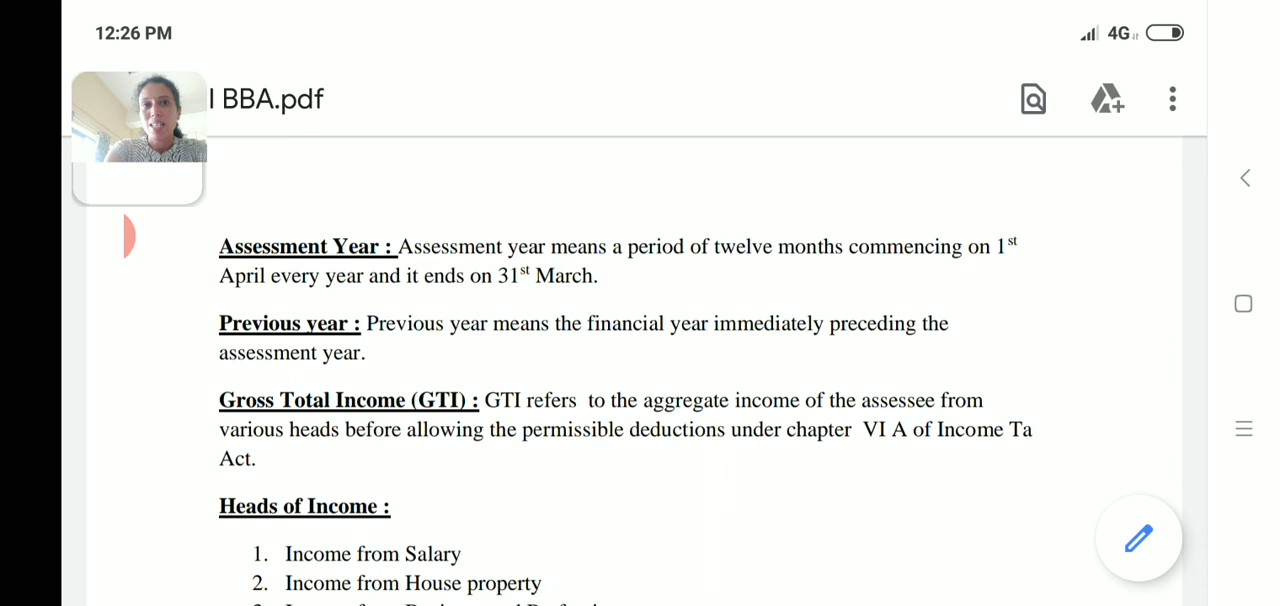 12:26 PM
4G
I BBA.pdf
Assessment Year : Assessment year means a period of twelve months commencing on 1st
April every year and it ends on 31st March.
Previous year : Previous year means the financial year immediately preceding the
assessment year.
Gross Total Income (GTI) : GTI refers to the aggregate income of the assessee from
various heads before allowing the permissible deductions under chapter VI A of Income Ta
Act.
Heads of Income :
1. Income from Salary
2. Income from House property